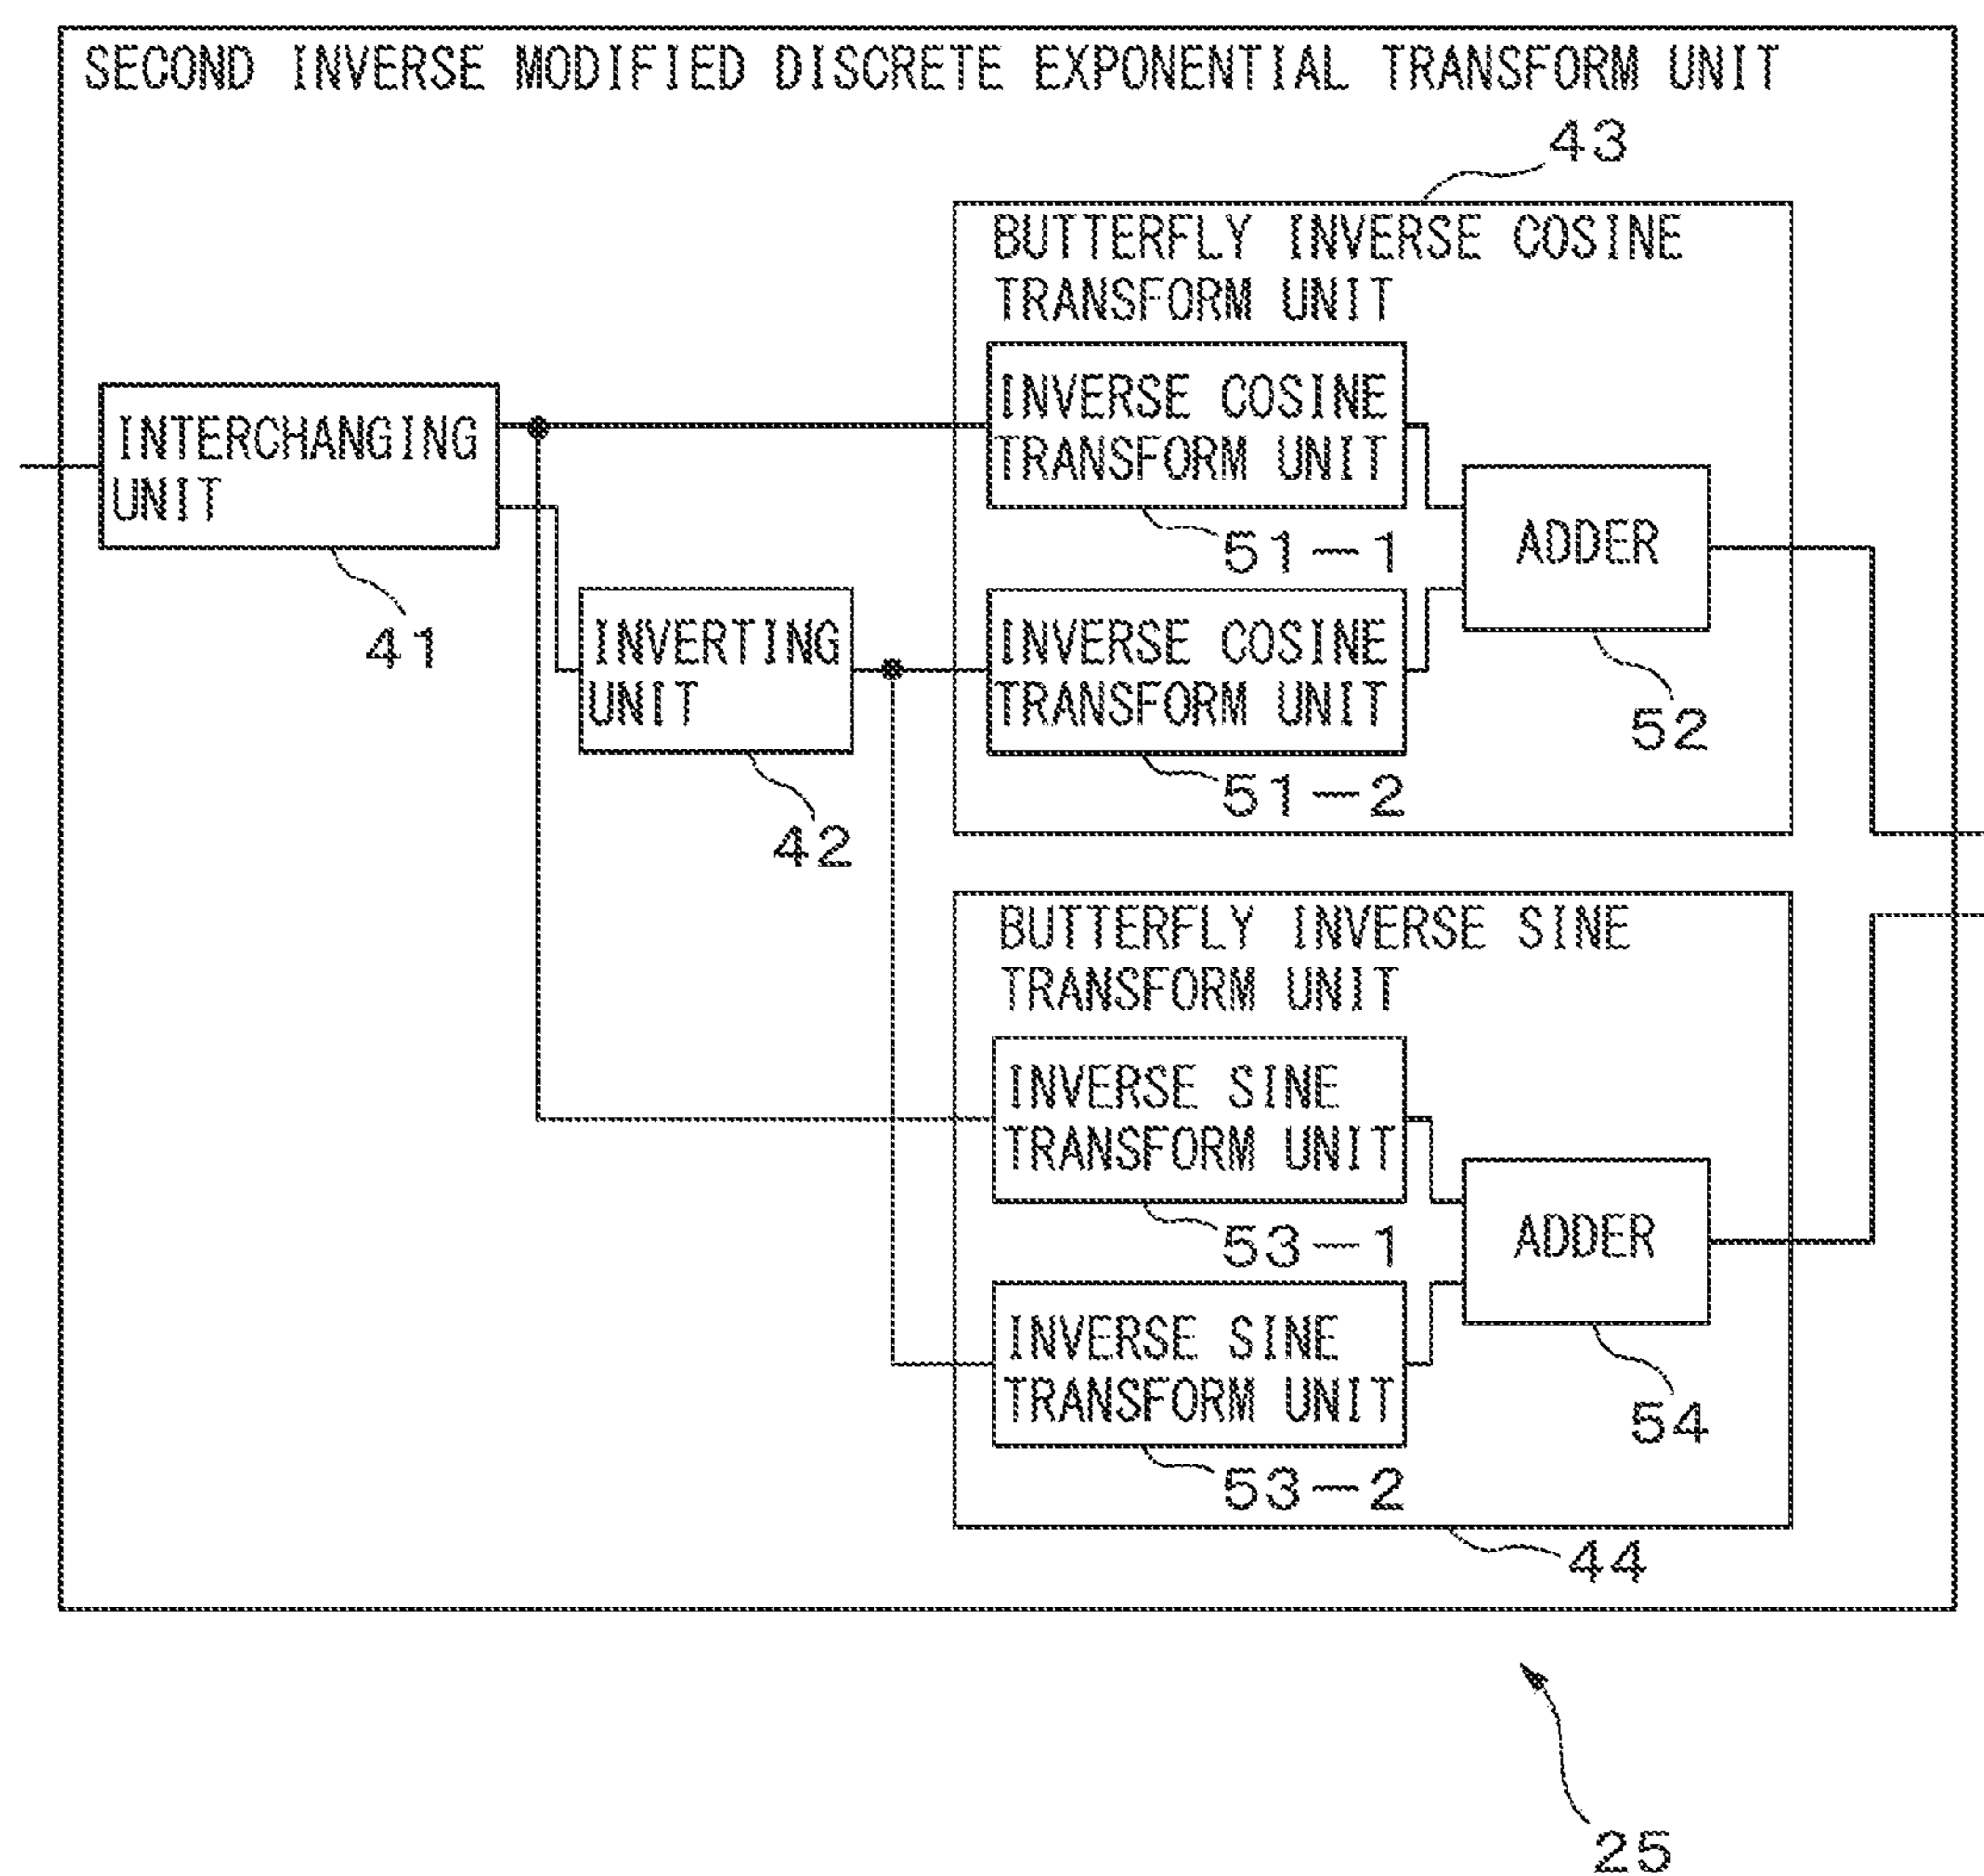 SECOND INVERSE MODIFIED DISCRETE EXPONENTIAL TRANSFORM UNIT
43
BUTTERFLY INVERSE COSINE
TRANSFORM UNIT
INTERCHANGING
UNIT
41
INVERSE COSINE
TRANSFORM UNIT
51-1
ADDER
52
INVERTING
UNIT
42
INVERSE COSINE
TRANSFORM UNIT
51-2
BUTTERFLY INVERSE SINE
TRANSFORM UNIT
INVERSE SINE
TRANSFORM UNIT
53-1
ADDER
54
INVERSE SINE
TRANSFORM UNIT
53-2
44
25